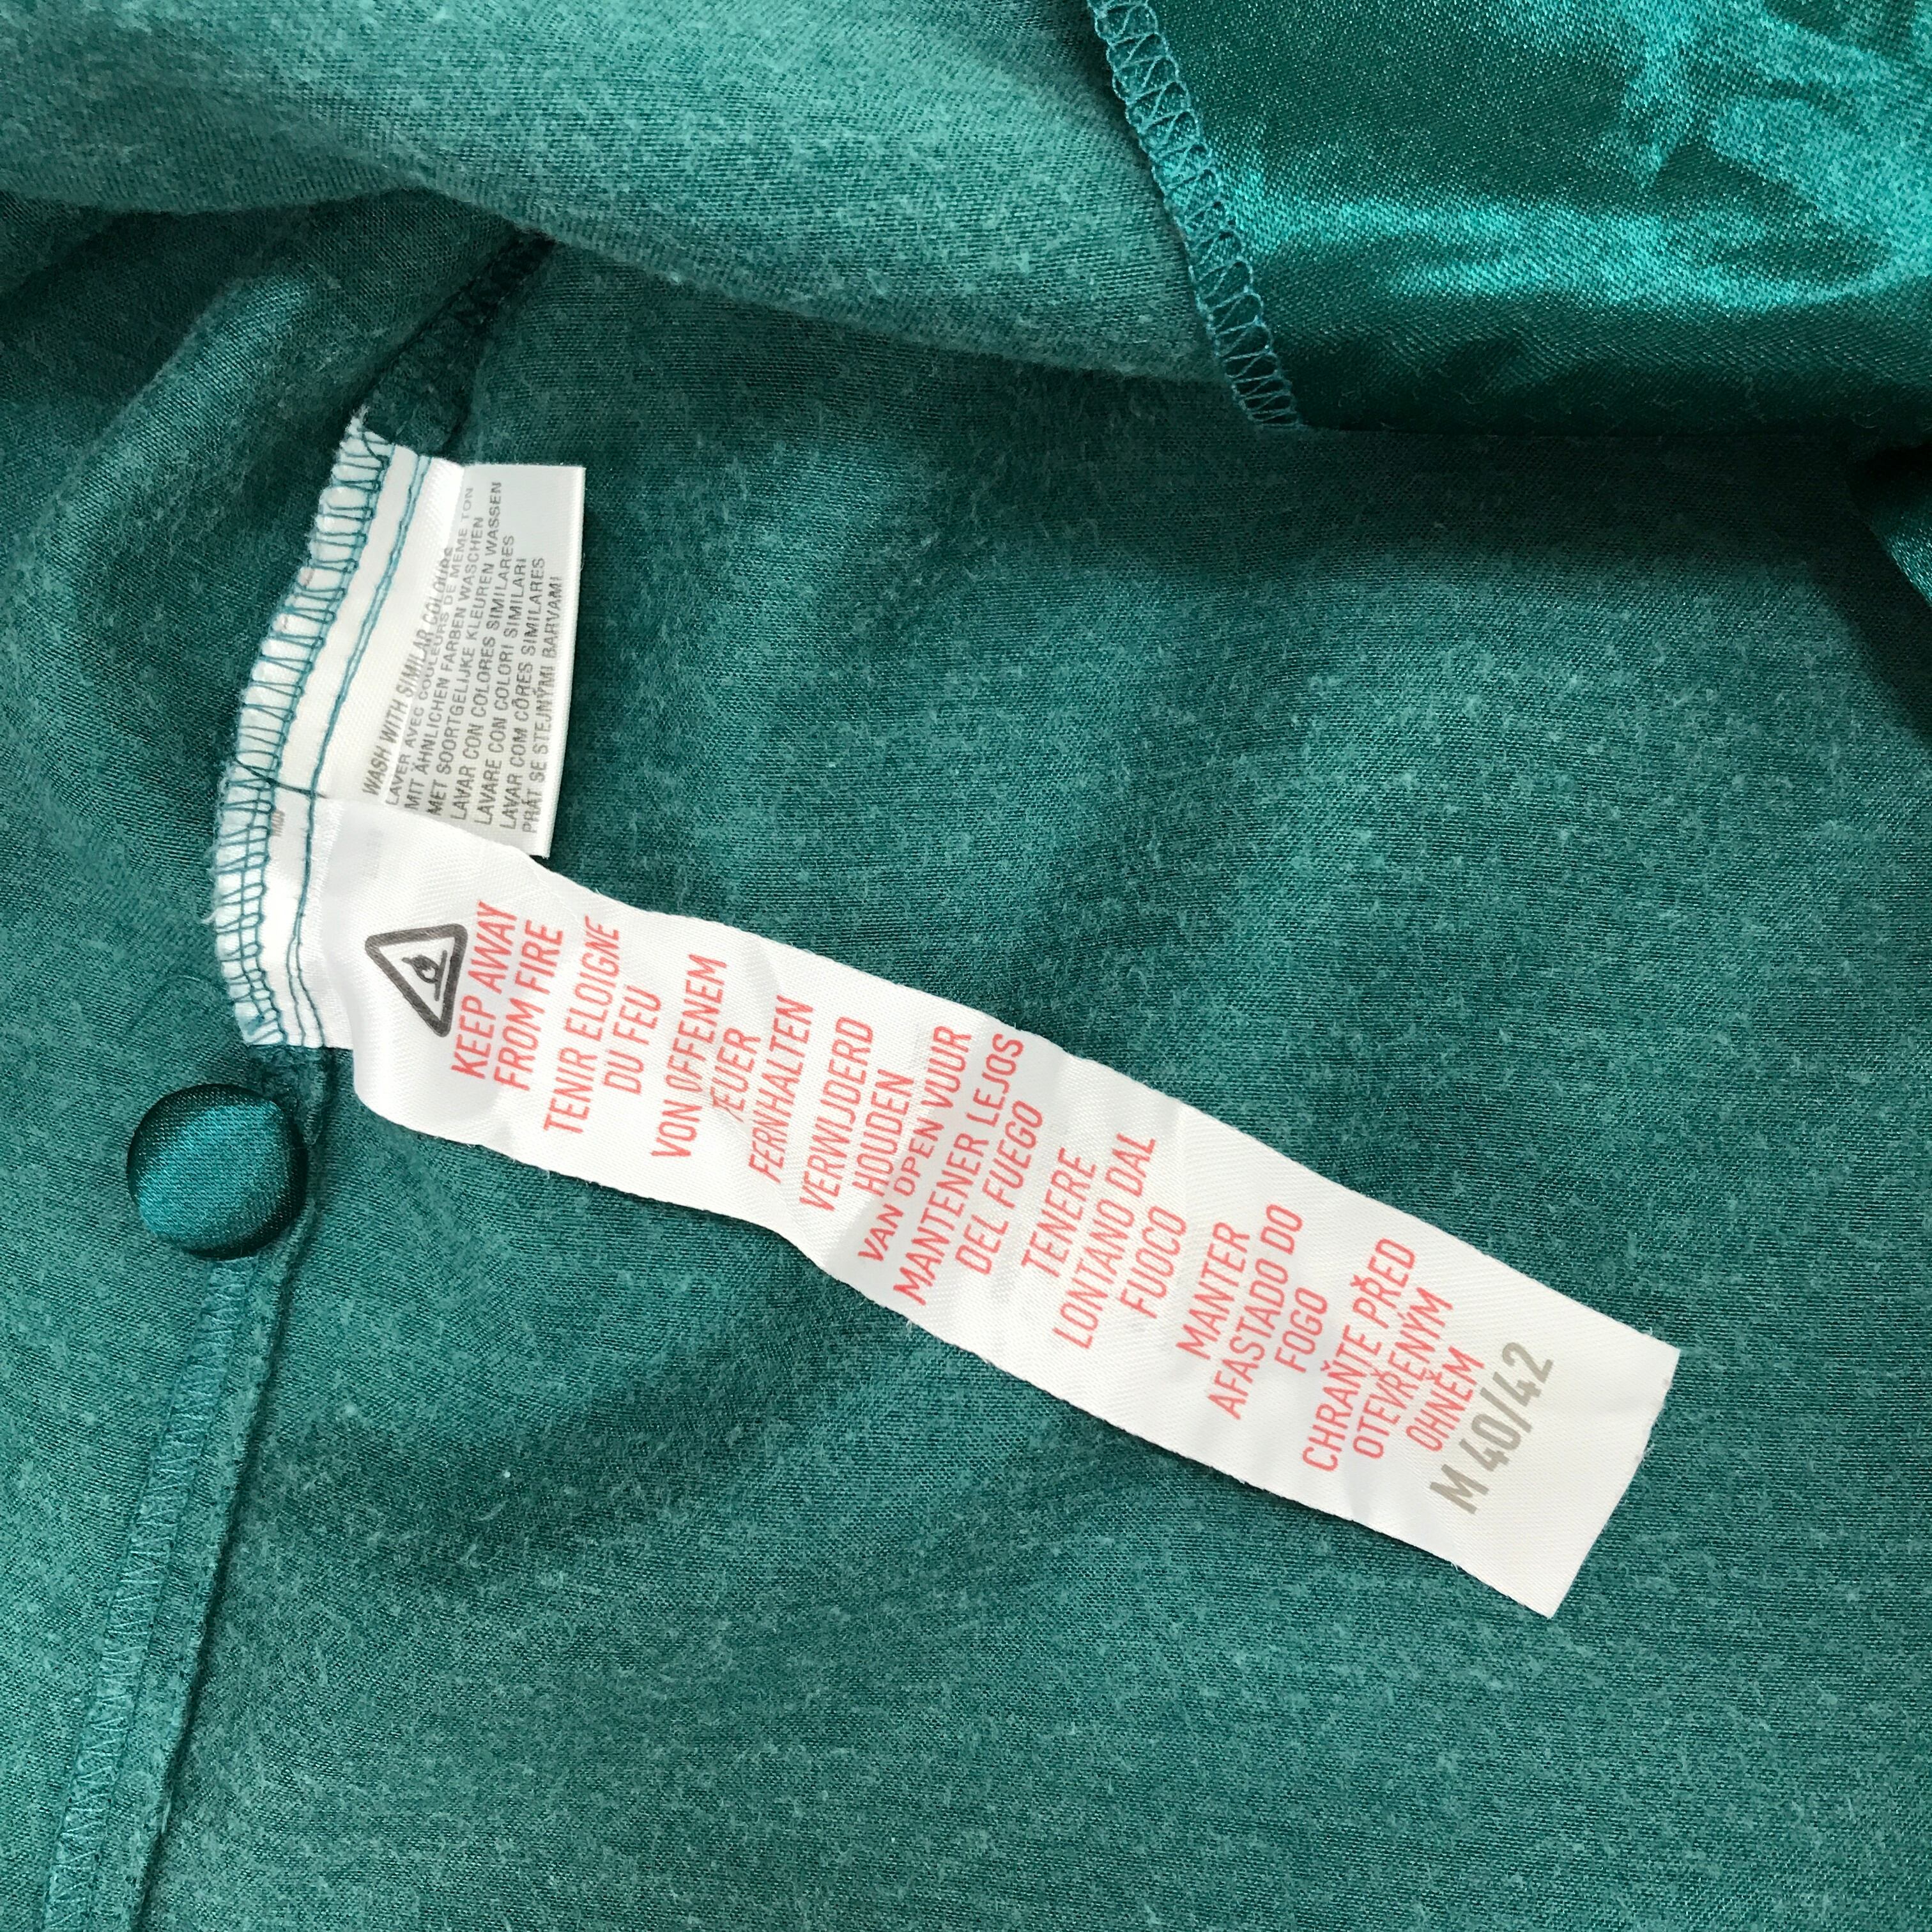 WASH WITH SIMILAR COLOURS
LAVER AVEC COULEURS DE MEME TON
MIT ÄHNLICHEN FARBEN WASCHEN
MET SOORTGELIJKE KLEUREN WASSEN
LAVAR CON COLORES SIMILARES
LAVARE CON COLORI SIMILARI
LAVAR COM CÔRES SIMILARES
PRÁT SE STEJNÝMI BARVAMI
KEEP AWAY
FROM FIRE
TENIR ELOIGNE
DU FEU
VON OFFENEM
FEUER
FERNHALTEN
VERWIJDERD
HOUDEN
VAN OPEN VUUR
MANTENER LEJOS
DEL FUEGO
TENERE
LONTANO DAL
FUOCO
MANTER
AFASTADO DO
FOGO
CHRAŇTE PŘED
OTEVŘENÝM
OHNĚM
M 40/42